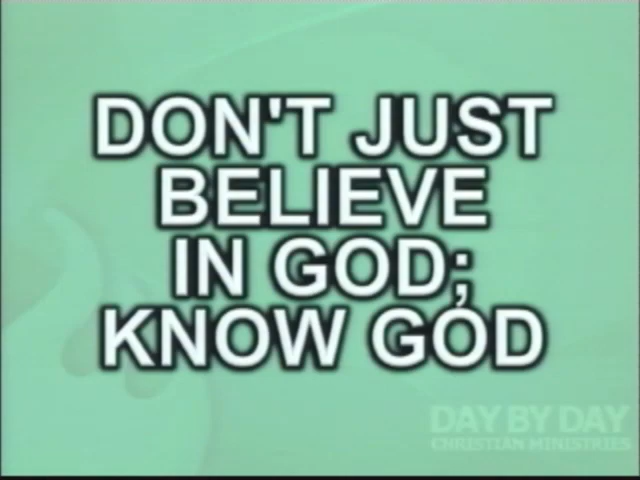 DON'T JUST
BELIEVE
IN GOD;
KNOW GOD
DAY BY DAY
CHRISTIAN MINISTRIES